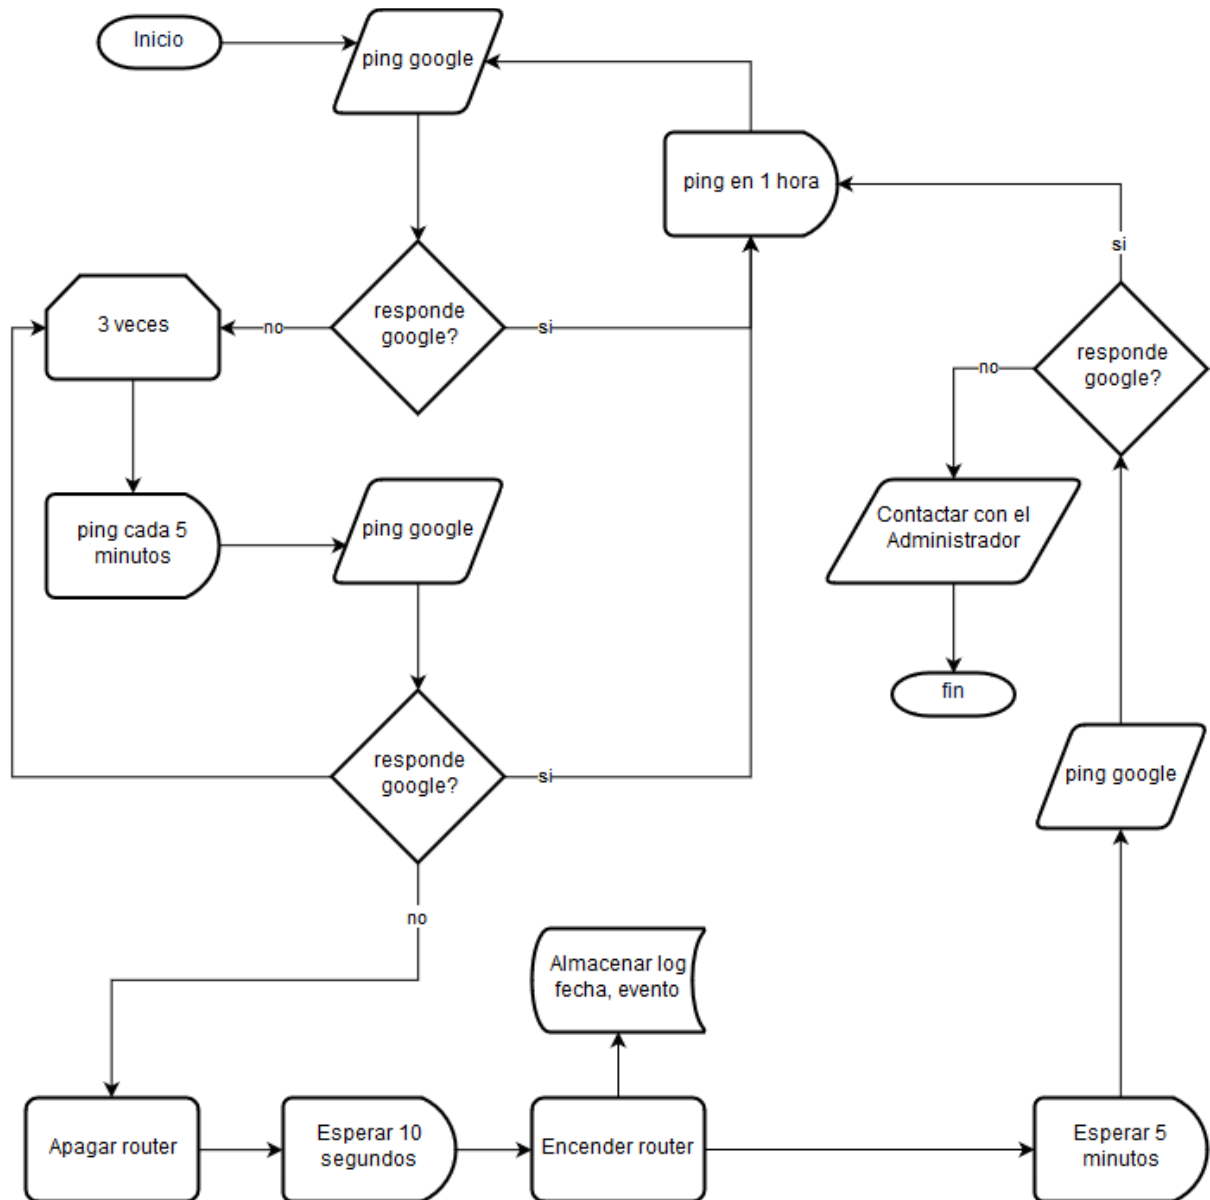 Inicio
ping google
ping en 1 hora
si
responde
google?
no
si
3 veces
responde
google?
no
ping cada 5
minutos
ping google
Contactar con el
Administrador
fin
responde
google?
si
ping google
no
Almacenar log
fecha, evento
Apagar router
Esperar 10
segundos
Encender router
Esperar 5
minutos